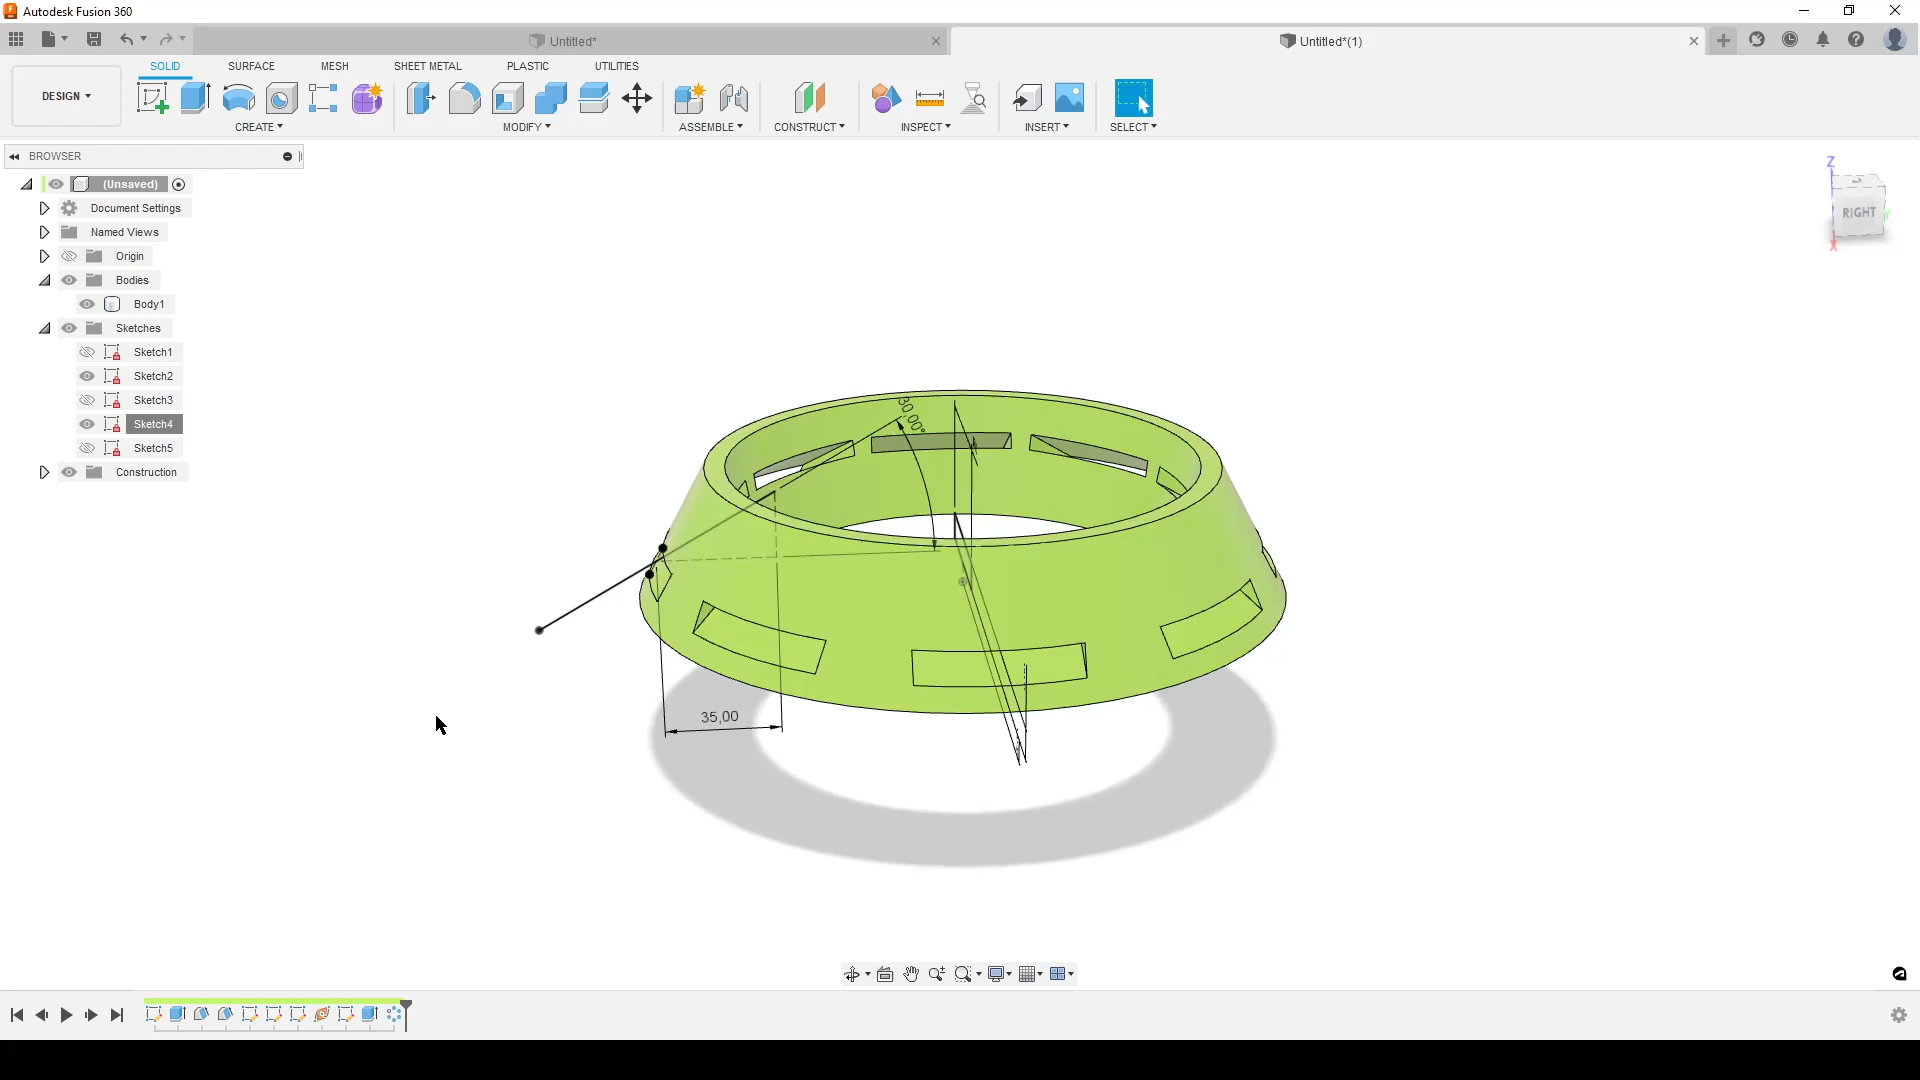 Autodesk Fusion 360
Untitled*
Untitled*(1)
SOLID SURFACE MESH SHEET METAL PLASTIC UTILITIES
DESIGN
CREATE MODIFY ASSEMBLE CONSTRUCT INSPECT INSERT SELECT
BROWSER
(Unsaved)
Document Settings
Named Views
Origin
Bodies
Body1
Sketches
Sketch1
Sketch2
Sketch3
Sketch4
Sketch5
Construction
Z
RIGHT
X
30,00°
35,00